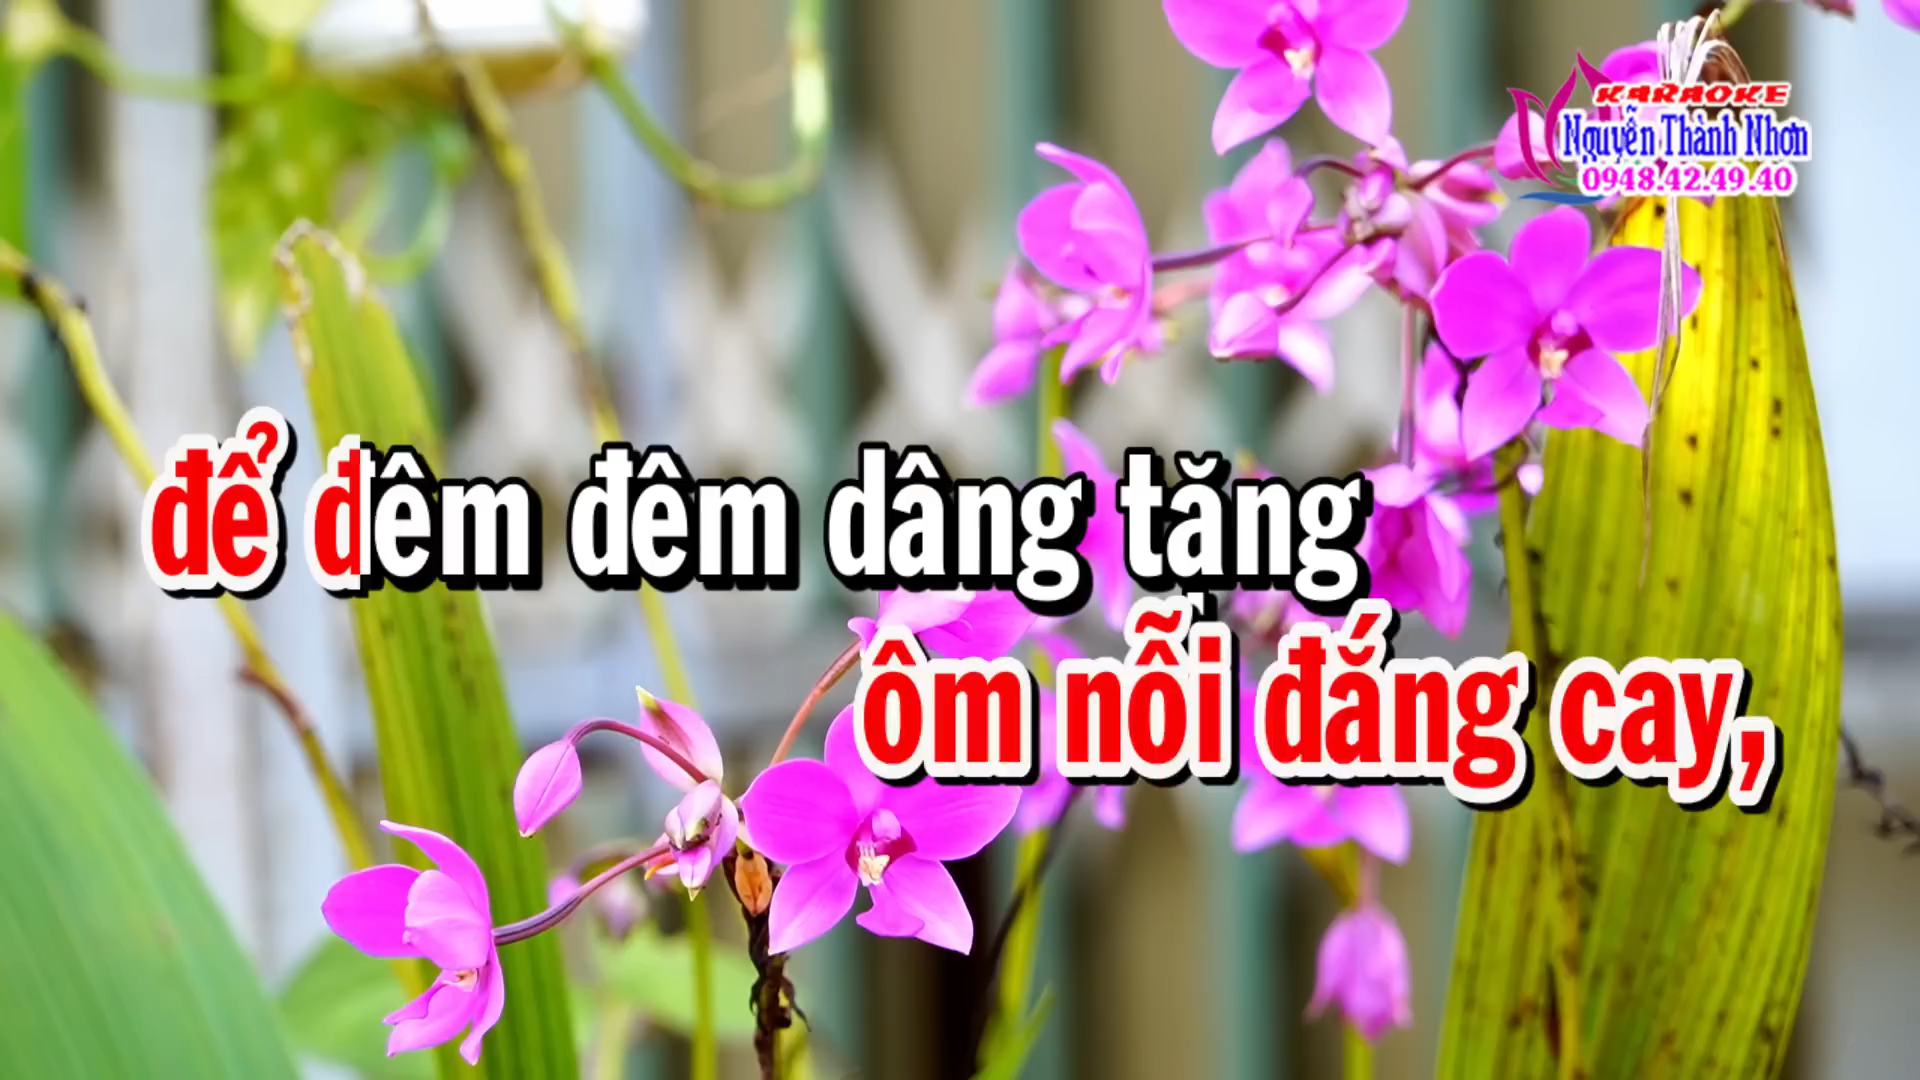 KARAOKE
Nguyễn Thành Nhơn
0948.42.49.40
để đêm đêm dâng tặng
ôm nỗi đắng cay,